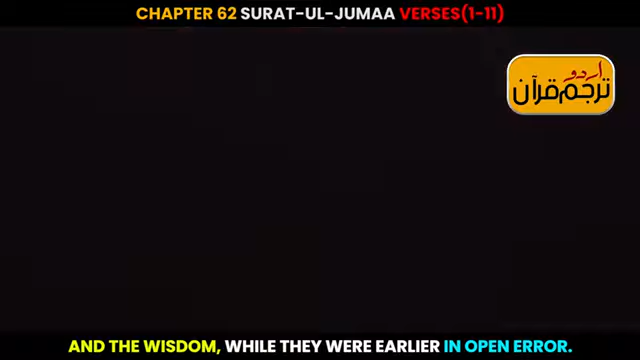 CHAPTER 62 SURAT-UL-JUMAA VERSES(1-11)
اردو
ترجم قرآن
AND THE WISDOM, WHILE THEY WERE EARLIER IN OPEN ERROR.